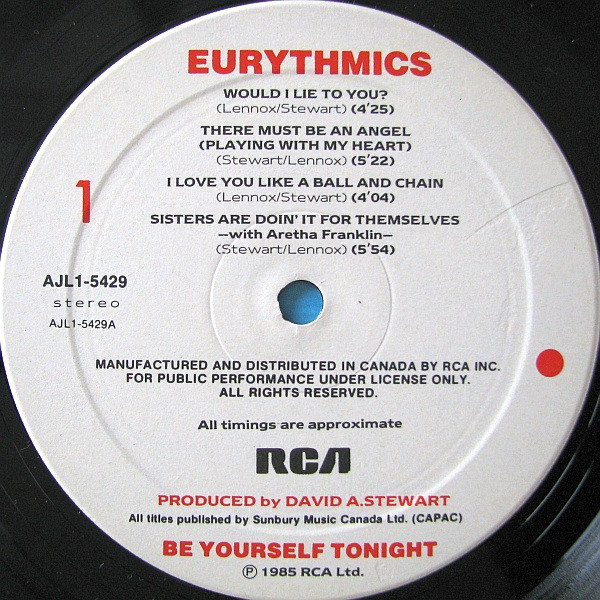 EURYTHMICS
WOULD I LIE TO YOU?
(Lennox/Stewart) (4'25)
THERE MUST BE AN ANGEL
(PLAYING WITH MY HEART)
(Stewart/Lennox) (5'22)
I LOVE YOU LIKE A BALL AND CHAIN
(Lennox/Stewart) (4'04)
SISTERS ARE DOIN' IT FOR THEMSELVES
—with Aretha Franklin—
(Stewart/Lennox) (5'54)
1
AJL1-5429
stereo
AJL1-5429A
MANUFACTURED AND DISTRIBUTED IN CANADA BY RCA INC.
FOR PUBLIC PERFORMANCE UNDER LICENSE ONLY.
ALL RIGHTS RESERVED.
All timings are approximate
RCA
PRODUCED by DAVID A.STEWART
All titles published by Sunbury Music Canada Ltd. (CAPAC)
BE YOURSELF TONIGHT
℗ 1985 RCA Ltd.